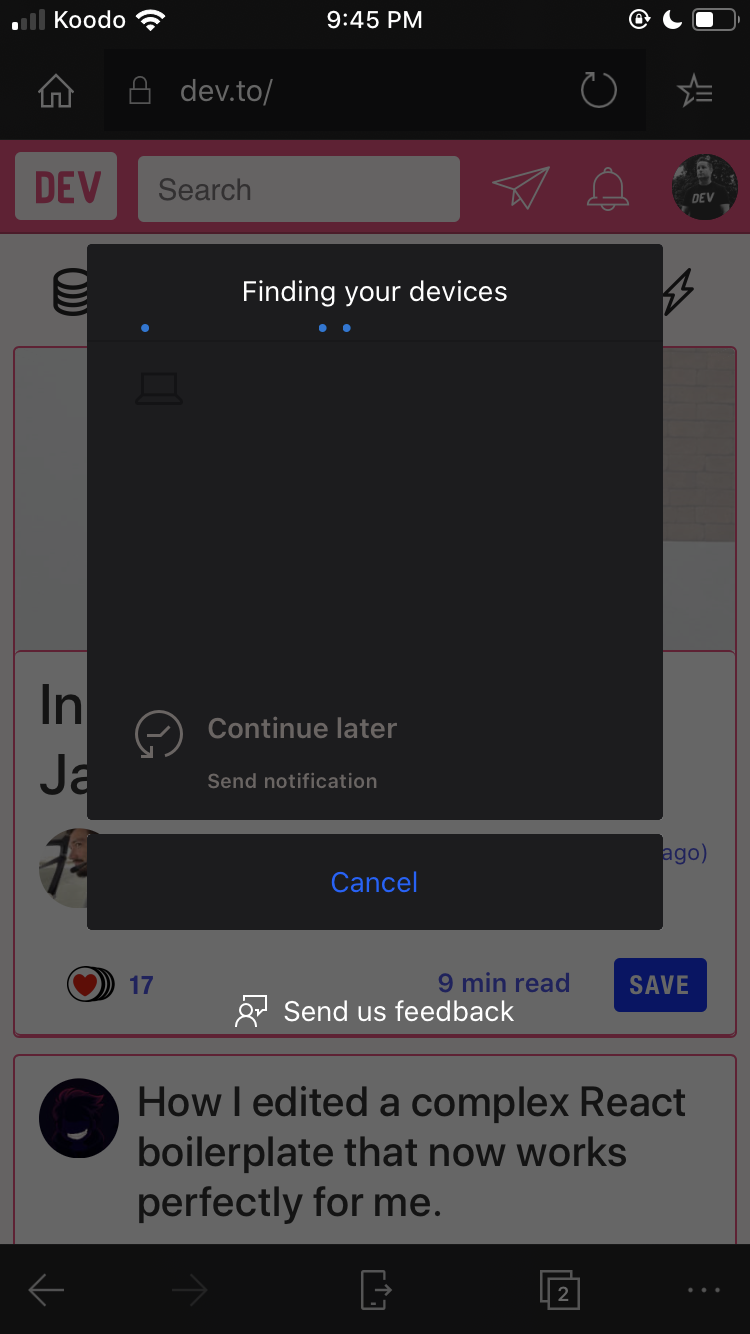 Koodo 9:45 PM
dev.to/
DEV Search DEV
Finding your devices
In
Ja
Continue later
Send notification
ago)
Cancel
17 9 min read SAVE
Send us feedback
How I edited a complex React
boilerplate that now works
perfectly for me.
2